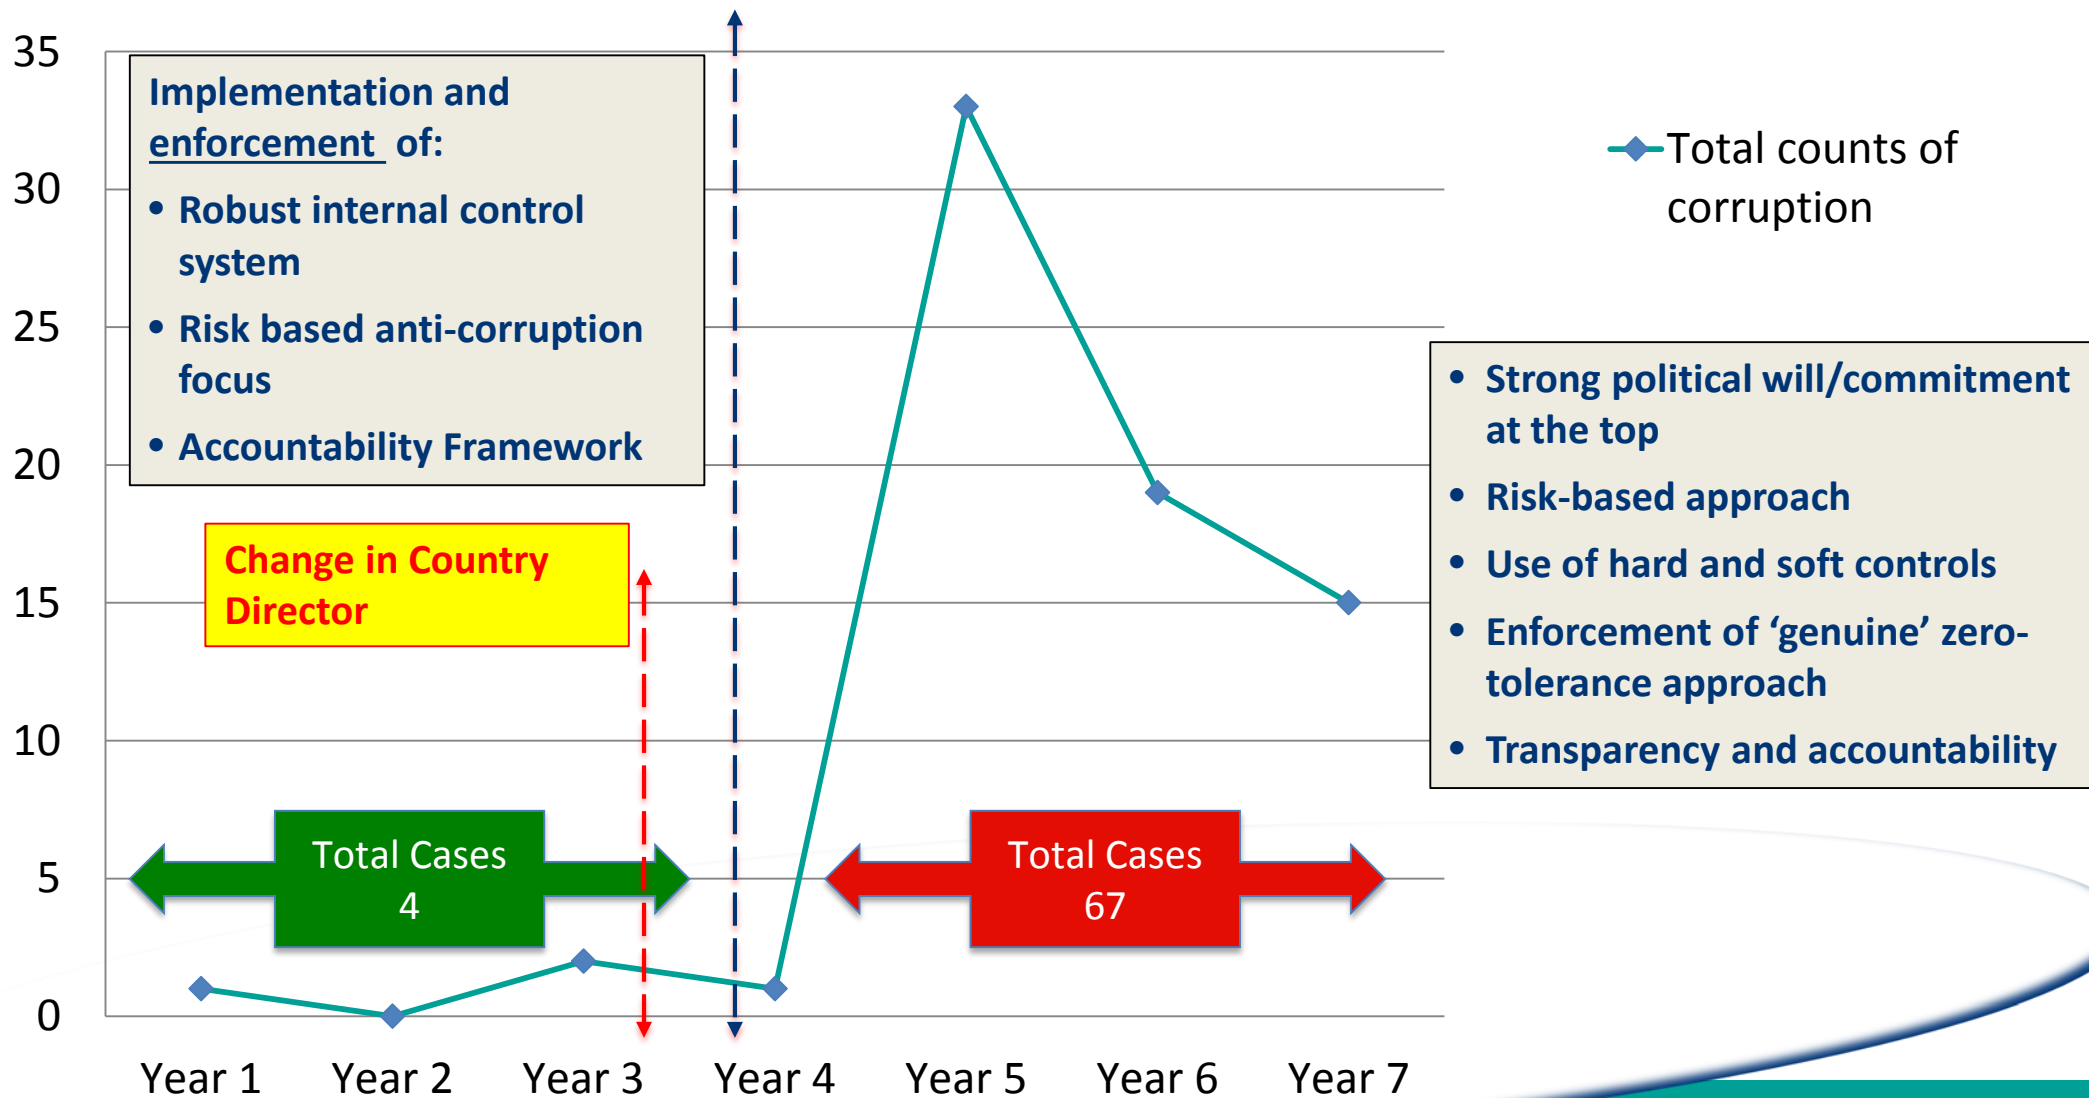 35
30
25
20
15
10
5
0
Implementation and
enforcement of:
• Robust internal control
system
• Risk based anti-corruption
focus
• Accountability Framework
Change in Country
Director
Total Cases
4
Total Cases
67
Total counts of
corruption
• Strong political will/commitment
at the top
• Risk-based approach
• Use of hard and soft controls
• Enforcement of ‘genuine’ zero-
tolerance approach
• Transparency and accountability
Year 1 Year 2 Year 3 Year 4 Year 5 Year 6 Year 7